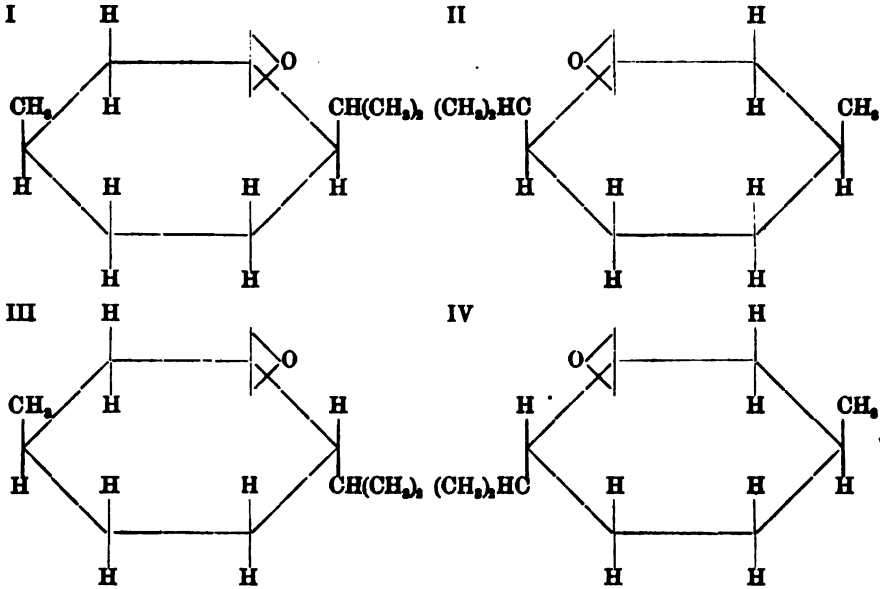 I H II H
O O
CH₃ H CH(CH₃)₂ (CH₃)₂HC H CH₃
H H H H H H H H
H H H H
III H IV H
O O
CH₃ H H H H CH₃
H H H CH(CH₃)₂ (CH₃)₂HC H H H
H H H H